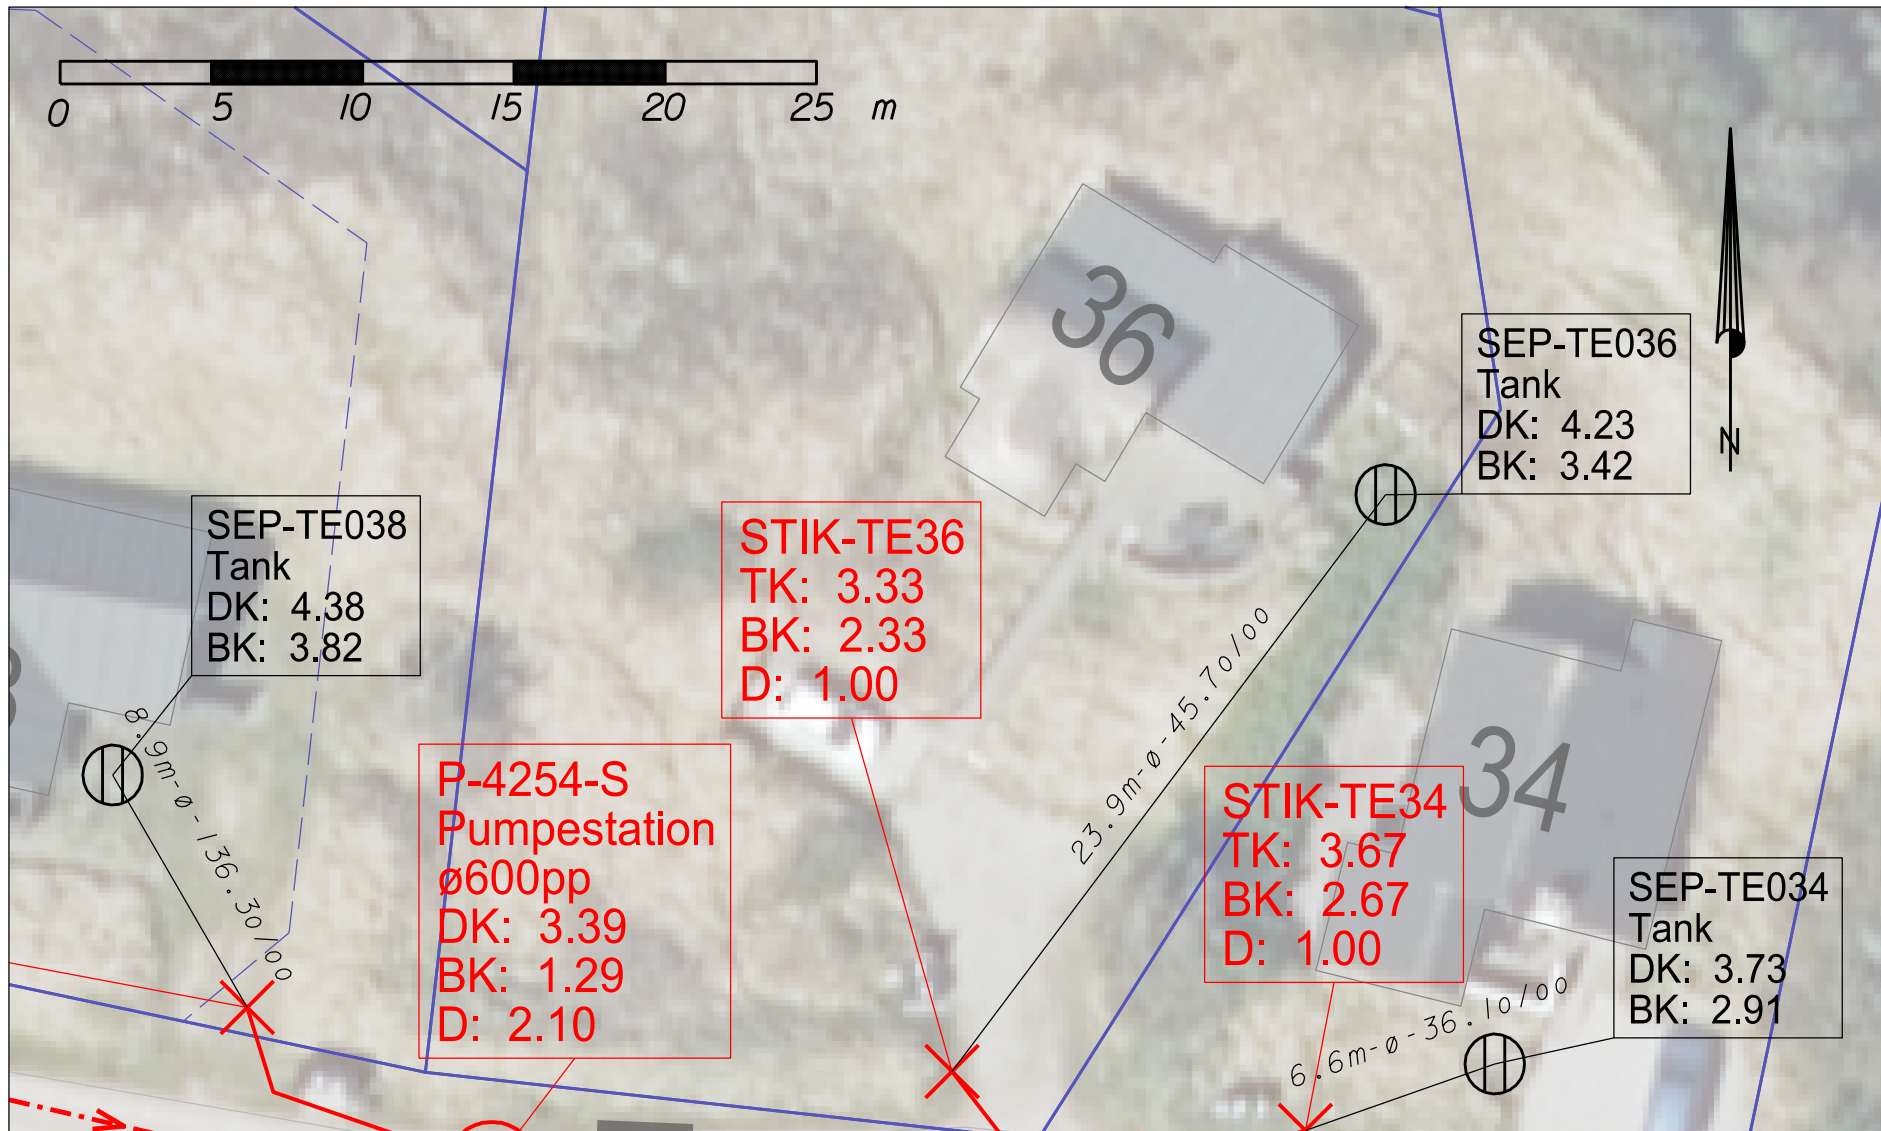 0 5 10 15 20 25 m
36
SEP-TE036
Tank
DK: 4.23
BK: 3.42
N
SEP-TE038
Tank
DK: 4.38
BK: 3.82
STIK-TE36
TK: 3.33
BK: 2.33
D: 1.00
23.9m-ø-45.70/00
8.9m-ø-136.30/00
P-4254-S
Pumpestation
ø600pp
DK: 3.39
BK: 1.29
D: 2.10
STIK-TE34
TK: 3.67
BK: 2.67
D: 1.00
34
SEP-TE034
Tank
DK: 3.73
BK: 2.91
6.6m-ø-36.10/00